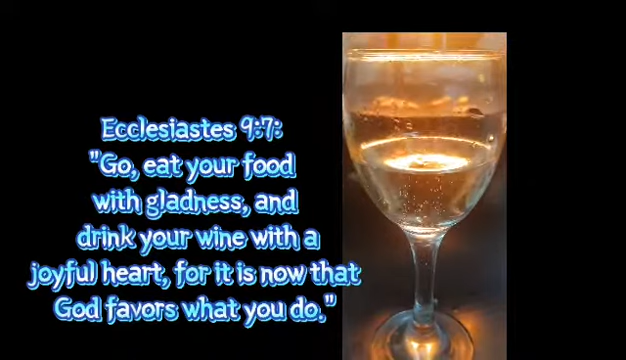 Ecclesiastes 9:7:
"Go, eat your food
with gladness, and
drink your wine with a
joyful heart, for it is now that
God favors what you do."